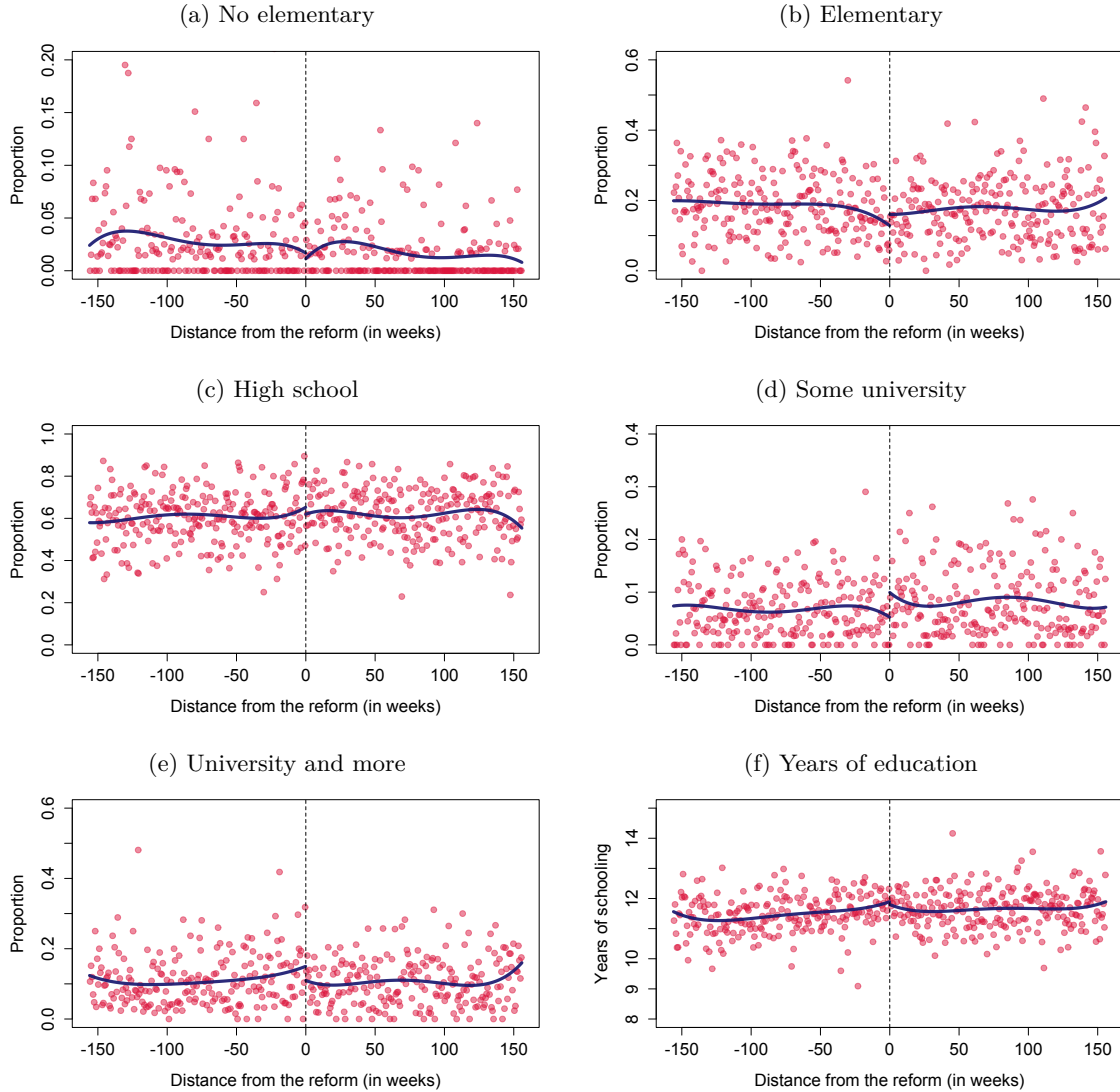 (a) No elementary
Proportion
0.00 0.05 0.10 0.15 0.20
-150 -100 -50 0 50 100 150
Distance from the reform (in weeks)
(b) Elementary
Proportion
0.0 0.2 0.4 0.6
-150 -100 -50 0 50 100 150
Distance from the reform (in weeks)
(c) High school
Proportion
0.0 0.2 0.4 0.6 0.8 1.0
-150 -100 -50 0 50 100 150
Distance from the reform (in weeks)
(d) Some university
Proportion
0.0 0.1 0.2 0.3 0.4
-150 -100 -50 0 50 100 150
Distance from the reform (in weeks)
(e) University and more
Proportion
0.0 0.2 0.4 0.6
-150 -100 -50 0 50 100 150
Distance from the reform (in weeks)
(f) Years of education
Years of schooling
8 9 10 11 12 13 14
-150 -100 -50 0 50 100 150
Distance from the reform (in weeks)